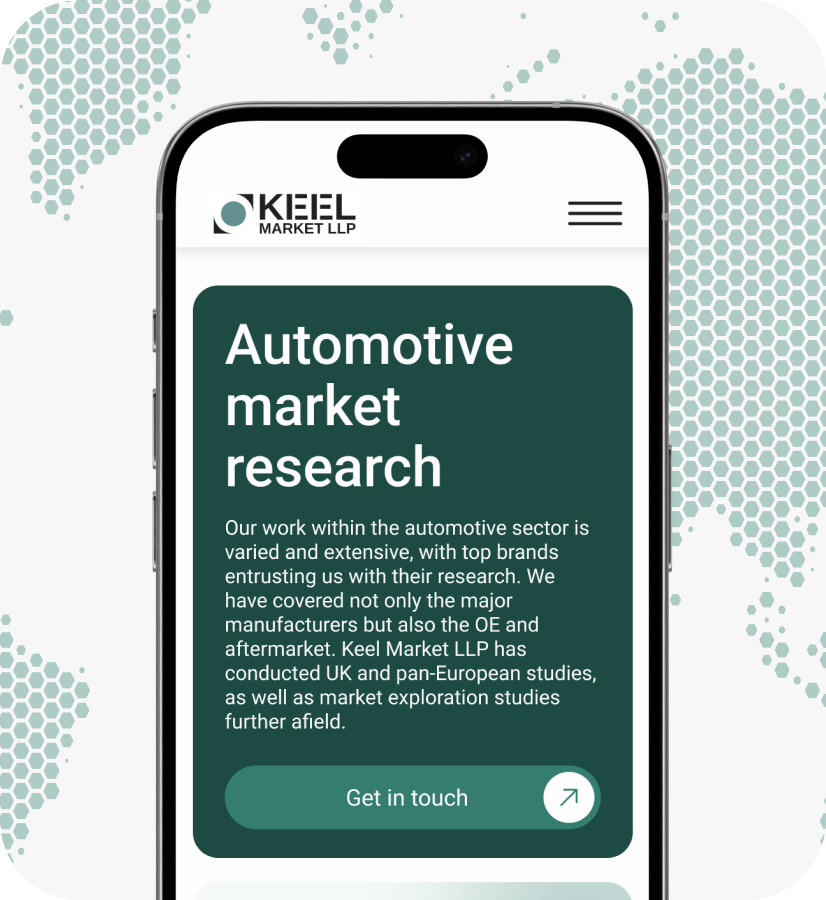 KEEL
MARKET LLP
Automotive
market
research
Our work within the automotive sector is
varied and extensive, with top brands
entrusting us with their research. We
have covered not only the major
manufacturers but also the OE and
aftermarket. Keel Market LLP has
conducted UK and pan-European studies,
as well as market exploration studies
further afield.
Get in touch